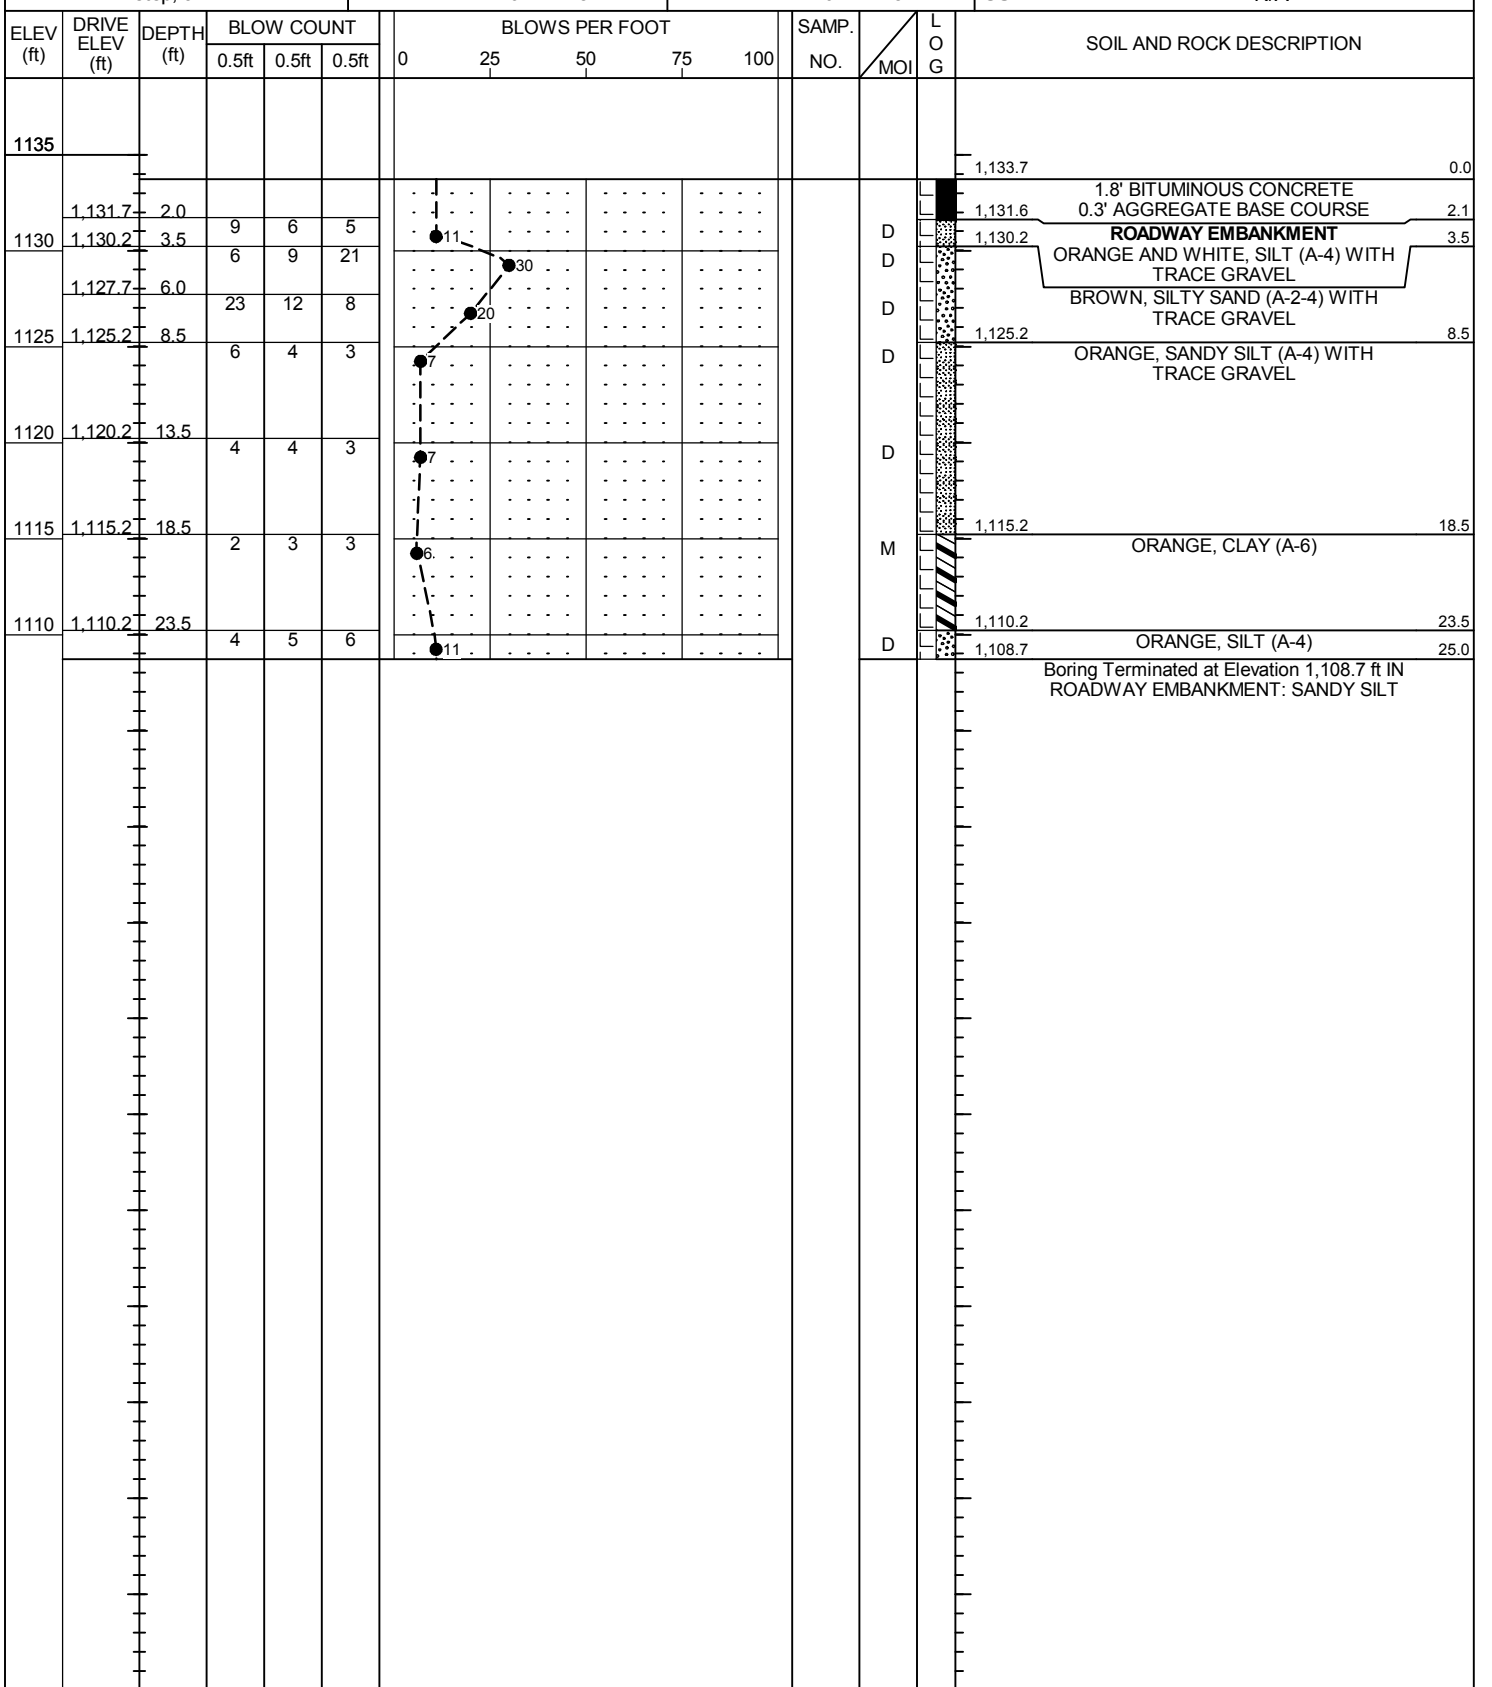 ELEV (ft) DRIVE ELEV (ft) DEPTH (ft) BLOW COUNT 0.5ft 0.5ft 0.5ft BLOWS PER FOOT 0 25 50 75 100 SAMP. NO. MOI LOG SOIL AND ROCK DESCRIPTION
1135
1,133.7 0.0
1.8' BITUMINOUS CONCRETE
1,131.7 2.0 1,131.6 0.3' AGGREGATE BASE COURSE 2.1
9 6 5 11 D
1130 1,130.2 3.5 1,130.2 ROADWAY EMBANKMENT 3.5
6 9 21 30 D ORANGE AND WHITE, SILT (A-4) WITH
TRACE GRAVEL
1,127.7 6.0 BROWN, SILTY SAND (A-2-4) WITH
23 12 8 20 D TRACE GRAVEL
1125 1,125.2 8.5 1,125.2 8.5
6 4 3 7 D ORANGE, SANDY SILT (A-4) WITH
TRACE GRAVEL
1120 1,120.2 13.5
4 4 3 7 D
1115 1,115.2 18.5 1,115.2 18.5
2 3 3 6 M ORANGE, CLAY (A-6)
1110 1,110.2 23.5 1,110.2 23.5
4 5 6 11 D 1,108.7 ORANGE, SILT (A-4) 25.0
Boring Terminated at Elevation 1,108.7 ft IN
ROADWAY EMBANKMENT: SANDY SILT